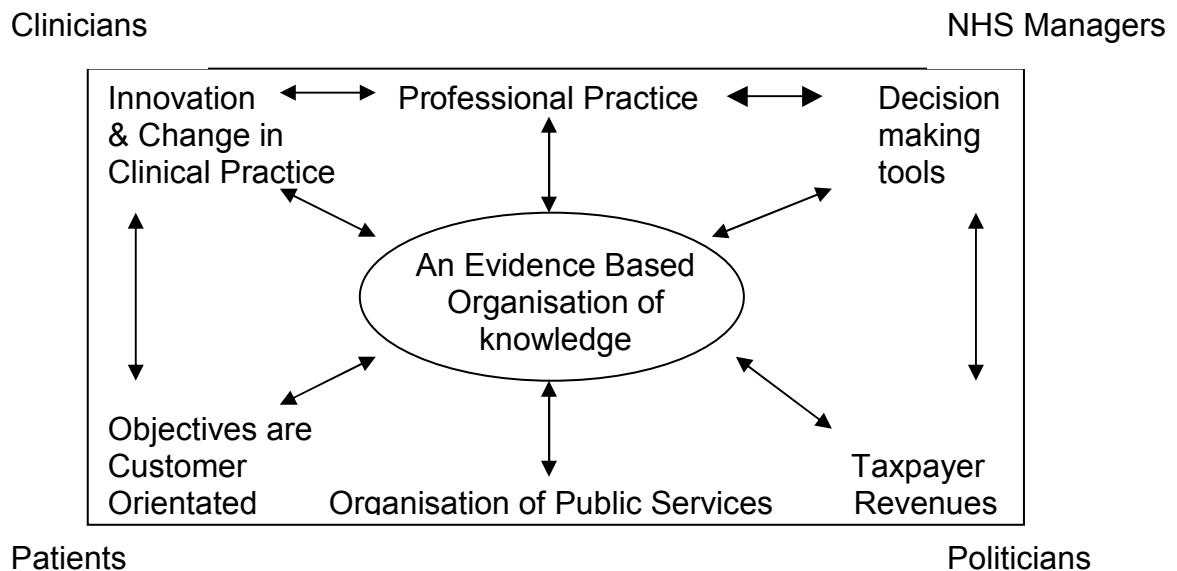 Clinicians
NHS Managers
Innovation
& Change in
Clinical Practice
Professional Practice
Decision
making
tools
An Evidence Based
Organisation of
knowledge
Objectives are
Customer
Orientated
Organisation of Public Services
Taxpayer
Revenues
Patients
Politicians